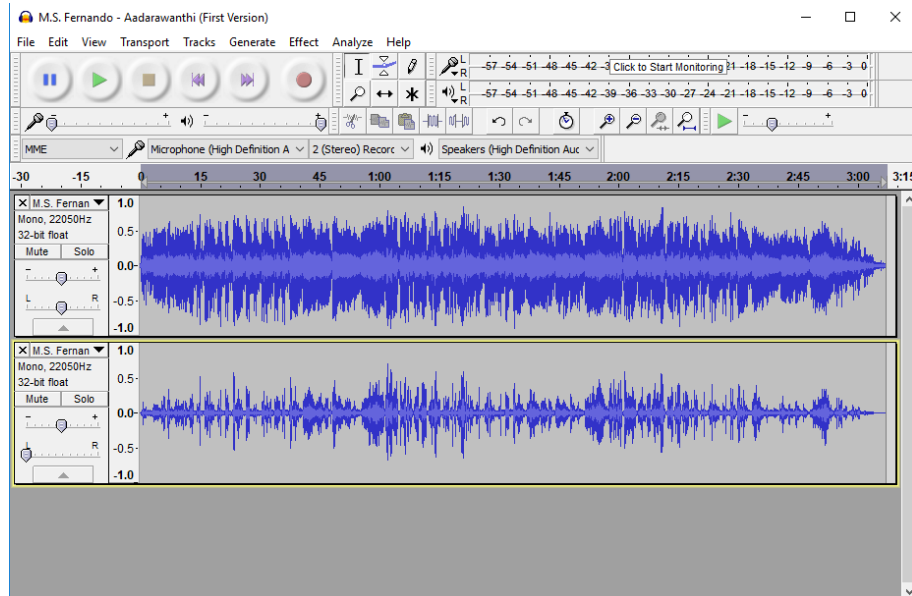 M.S. Fernando - Aadarawanthi (First Version)
File Edit View Transport Tracks Generate Effect Analyze Help
L R -57 -54 -51 -48 -45 -42 -3 Click to Start Monitoring 21 -18 -15 -12 -9 -6 -3 0
L R -57 -54 -51 -48 -45 -42 -39 -36 -33 -30 -27 -24 -21 -18 -15 -12 -9 -6 -3 0
- + - +
MME Microphone (High Definition A 2 (Stereo) Recorc Speakers (High Definition Auc
-30 -15 0 15 30 45 1:00 1:15 1:30 1:45 2:00 2:15 2:30 2:45 3:00 3:15
X M.S. Fernan 1.0
Mono, 22050Hz
32-bit float 0.5
Mute Solo
- + 0.0
L R -0.5
-1.0
X M.S. Fernan 1.0
Mono, 22050Hz
32-bit float 0.5
Mute Solo
- + 0.0
L R -0.5
-1.0